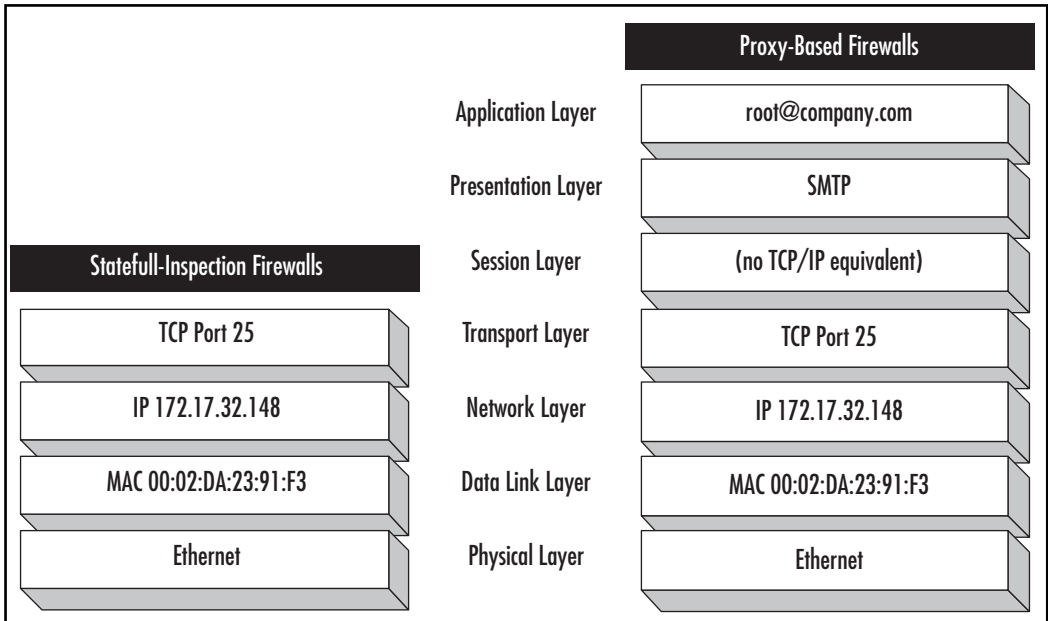 Proxy-Based Firewalls
Application Layer
root@company.com
Presentation Layer
SMTP
Statefull-Inspection Firewalls
Session Layer
(no TCP/IP equivalent)
TCP Port 25
Transport Layer
TCP Port 25
IP 172.17.32.148
Network Layer
IP 172.17.32.148
MAC 00:02:DA:23:91:F3
Data Link Layer
MAC 00:02:DA:23:91:F3
Ethernet
Physical Layer
Ethernet